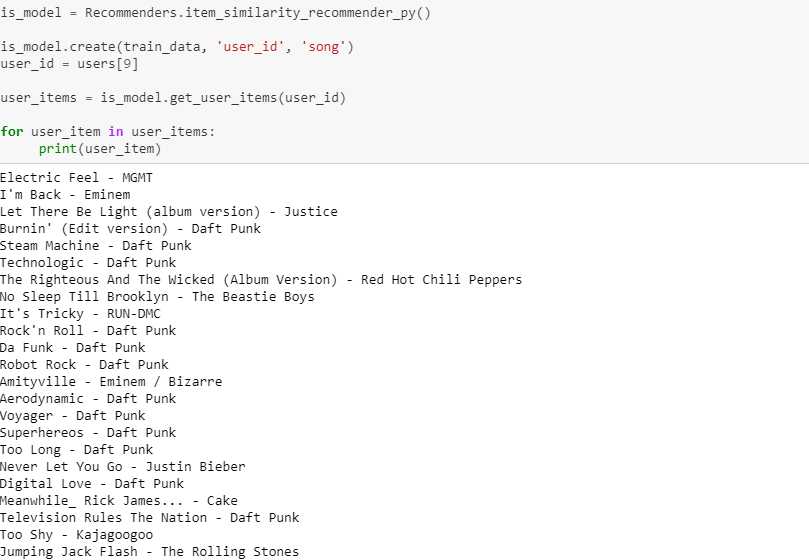 is_model = Recommenders.item_similarity_recommender_py()
is_model.create(train_data, 'user_id', 'song')
user_id = users[9]
user_items = is_model.get_user_items(user_id)
for user_item in user_items:
print(user_item)
Electric Feel - MGMT
I'm Back - Eminem
Let There Be Light (album version) - Justice
Burnin' (Edit version) - Daft Punk
Steam Machine - Daft Punk
Technologic - Daft Punk
The Righteous And The Wicked (Album Version) - Red Hot Chili Peppers
No Sleep Till Brooklyn - The Beastie Boys
It's Tricky - RUN-DMC
Rock'n Roll - Daft Punk
Da Funk - Daft Punk
Robot Rock - Daft Punk
Amityville - Eminem / Bizarre
Aerodynamic - Daft Punk
Voyager - Daft Punk
Superhereos - Daft Punk
Too Long - Daft Punk
Never Let You Go - Justin Bieber
Digital Love - Daft Punk
Meanwhile_ Rick James... - Cake
Television Rules The Nation - Daft Punk
Too Shy - Kajagoogoo
Jumping Jack Flash - The Rolling Stones